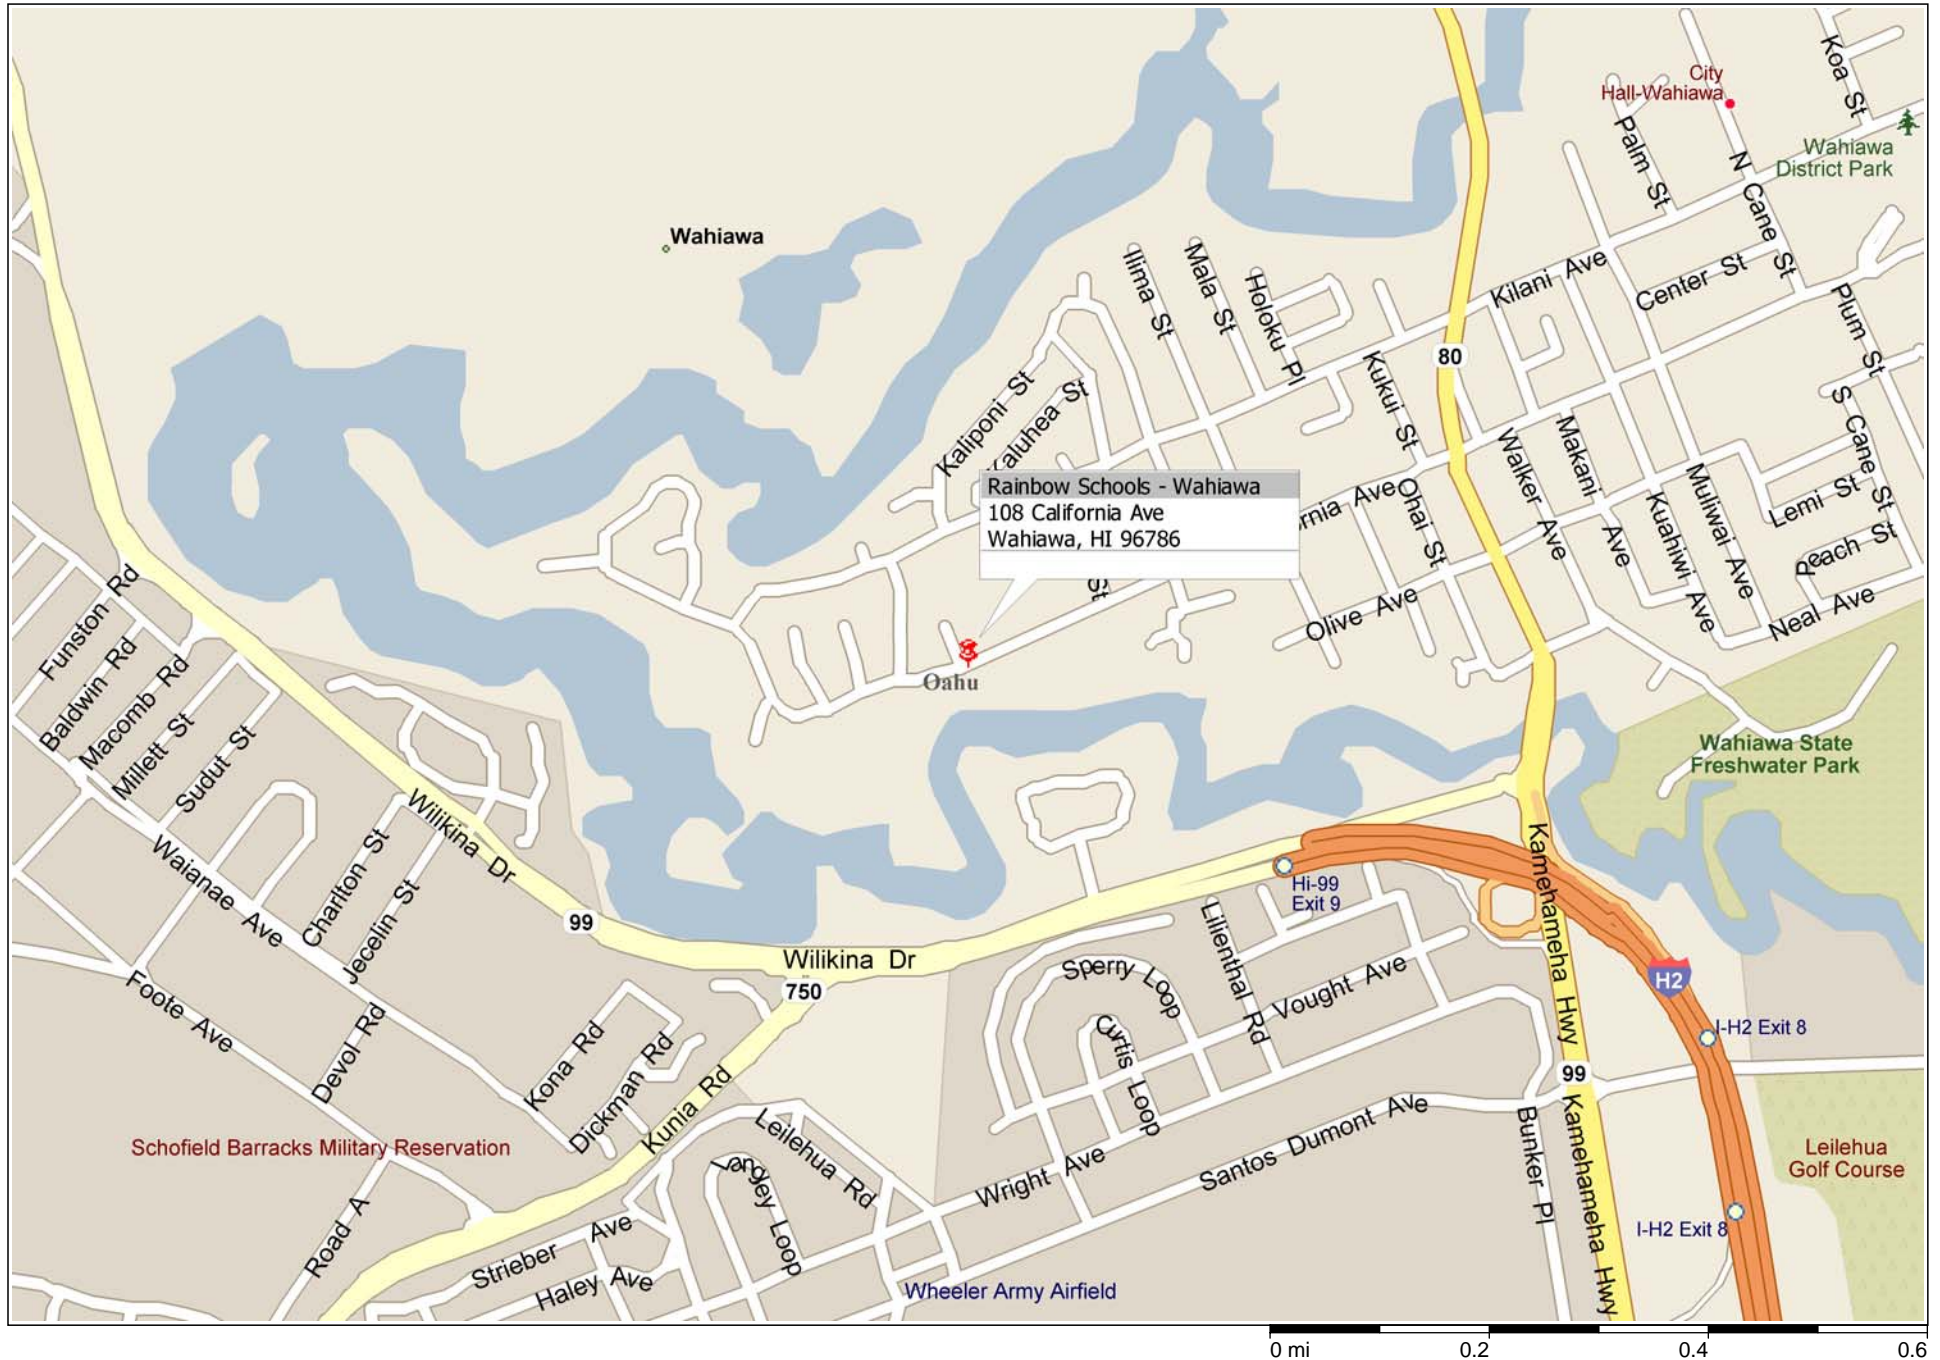 Koa St
City
Hall-Wahiawa
Palm St
Wahiawa
District Park
N Cane St
Wahiawa
Ilima St
Mala St
Holoku Pl
Kilani Ave
Center St
Plum St
80
Kukui St
Kaliponi St
Kaluhea St
S Cane St
Walker Ave
Makani Ave
Muliwai Ave
Kuahiwi Ave
Lemi St
Peach St
Neal Ave
Rainbow Schools - Wahiawa
108 California Ave
Wahiawa, HI 96786
rnia Ave
Ohai St
St
Olive Ave
Oahu
Funston Rd
Baldwin Rd
Macomb Rd
Millett St
Sudut St
Wahiawa State
Freshwater Park
Wilikina Dr
Waianae Ave
Charlton St
Jecelin St
99
Wilikina Dr
750
Hi-99
Exit 9
Kamehameha Hwy
Lilienthal Rd
Sperry Loop
Vought Ave
Curtis Loop
H2
I-H2 Exit 8
Foote Ave
Devol Rd
Kona Rd
Dickman Rd
Kunia Rd
99
Leilehua Rd
Langley Loop
Wright Ave
Santos Dumont Ave
Bunker Pl
Kamehameha Hwy
Schofield Barracks Military Reservation
Leilehua
Golf Course
Road A
Strieber Ave
Haley Ave
I-H2 Exit 8
Wheeler Army Airfield
0 mi 0.2 0.4 0.6